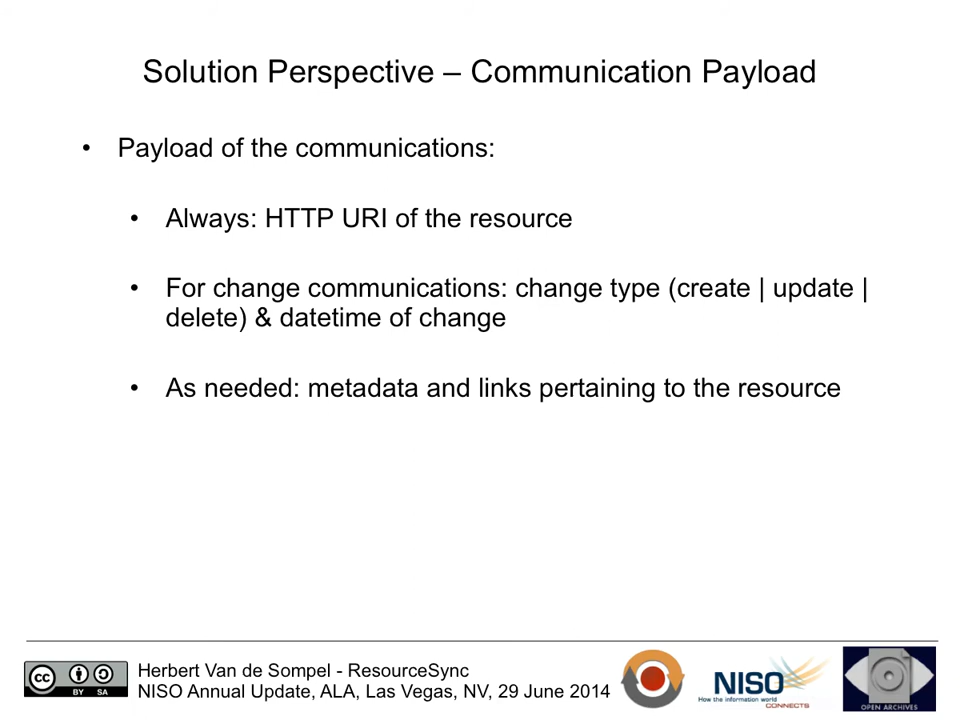 Solution Perspective – Communication Payload
• Payload of the communications:
• Always: HTTP URI of the resource
• For change communications: change type (create | update |
delete) & datetime of change
• As needed: metadata and links pertaining to the resource
cc BY SA
Herbert Van de Sompel - ResourceSync
NISO Annual Update, ALA, Las Vegas, NV, 29 June 2014
NISO
How the information world
CONNECTS
OPEN ARCHIVES